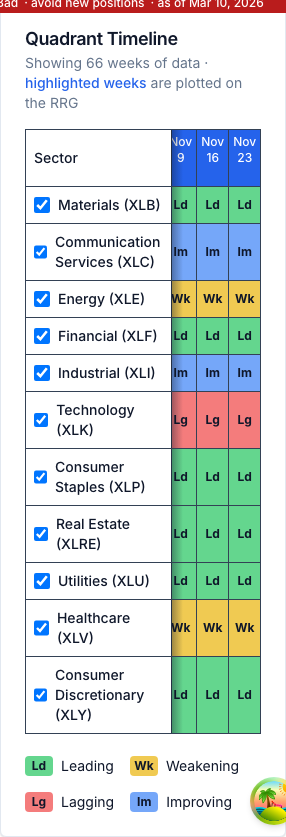 Bad · avoid new positions · as of Mar 10, 2026
Quadrant Timeline
Showing 66 weeks of data ·
highlighted weeks are plotted on
the RRG
Sector Nov 9 Nov 16 Nov 23
Materials (XLB) Ld Ld Ld
Communication
Services (XLC) Im Im Im
Energy (XLE) Wk Wk Wk
Financial (XLF) Ld Ld Ld
Industrial (XLI) Im Im Im
Technology
(XLK) Lg Lg Lg
Consumer
Staples (XLP) Ld Ld Ld
Real Estate
(XLRE) Ld Ld Ld
Utilities (XLU) Ld Ld Ld
Healthcare
(XLV) Wk Wk Wk
Consumer
Discretionary
(XLY) Ld Ld Ld
Ld Leading Wk Weakening
Lg Lagging Im Improving